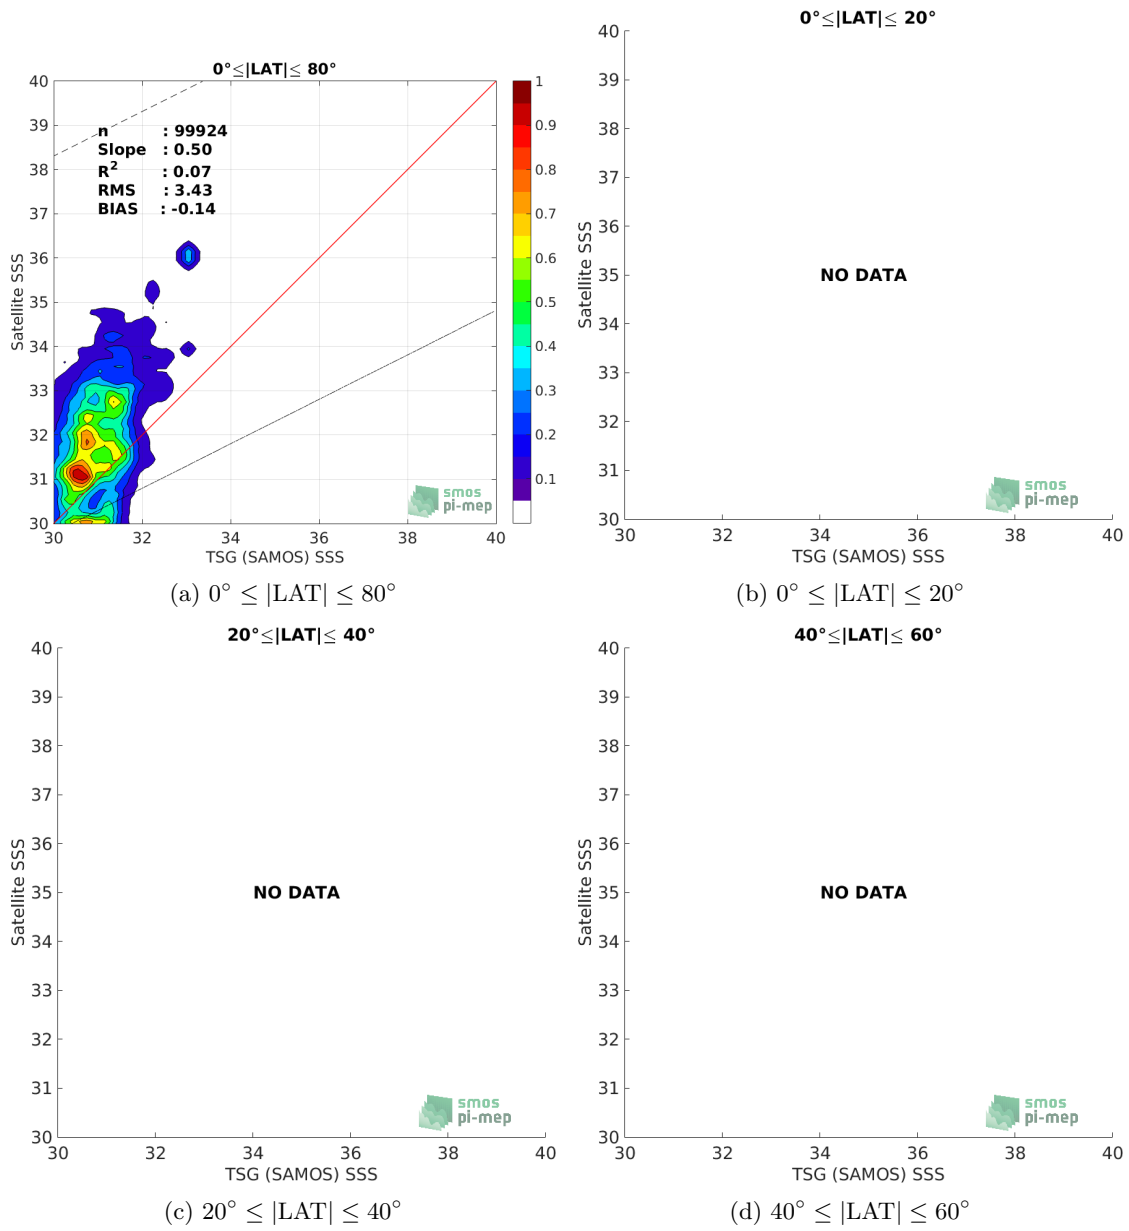 0°≤|LAT|≤ 80°
40
39
38
37
36
35
34
33
32
31
30
Satellite SSS
n : 99924
Slope : 0.50
R² : 0.07
RMS : 3.43
BIAS : -0.14
1
0.9
0.8
0.7
0.6
0.5
0.4
0.3
0.2
0.1
smos
pi-mep
30 32 34 36 38 40
TSG (SAMOS) SSS
(a) 0° ≤ |LAT| ≤ 80°
0°≤|LAT|≤ 20°
40
39
38
37
36
35
34
33
32
31
30
Satellite SSS
NO DATA
smos
pi-mep
30 32 34 36 38 40
TSG (SAMOS) SSS
(b) 0° ≤ |LAT| ≤ 20°
20°≤|LAT|≤ 40°
40
39
38
37
36
35
34
33
32
31
30
Satellite SSS
NO DATA
smos
pi-mep
30 32 34 36 38 40
TSG (SAMOS) SSS
(c) 20° ≤ |LAT| ≤ 40°
40°≤|LAT|≤ 60°
40
39
38
37
36
35
34
33
32
31
30
Satellite SSS
NO DATA
smos
pi-mep
30 32 34 36 38 40
TSG (SAMOS) SSS
(d) 40° ≤ |LAT| ≤ 60°